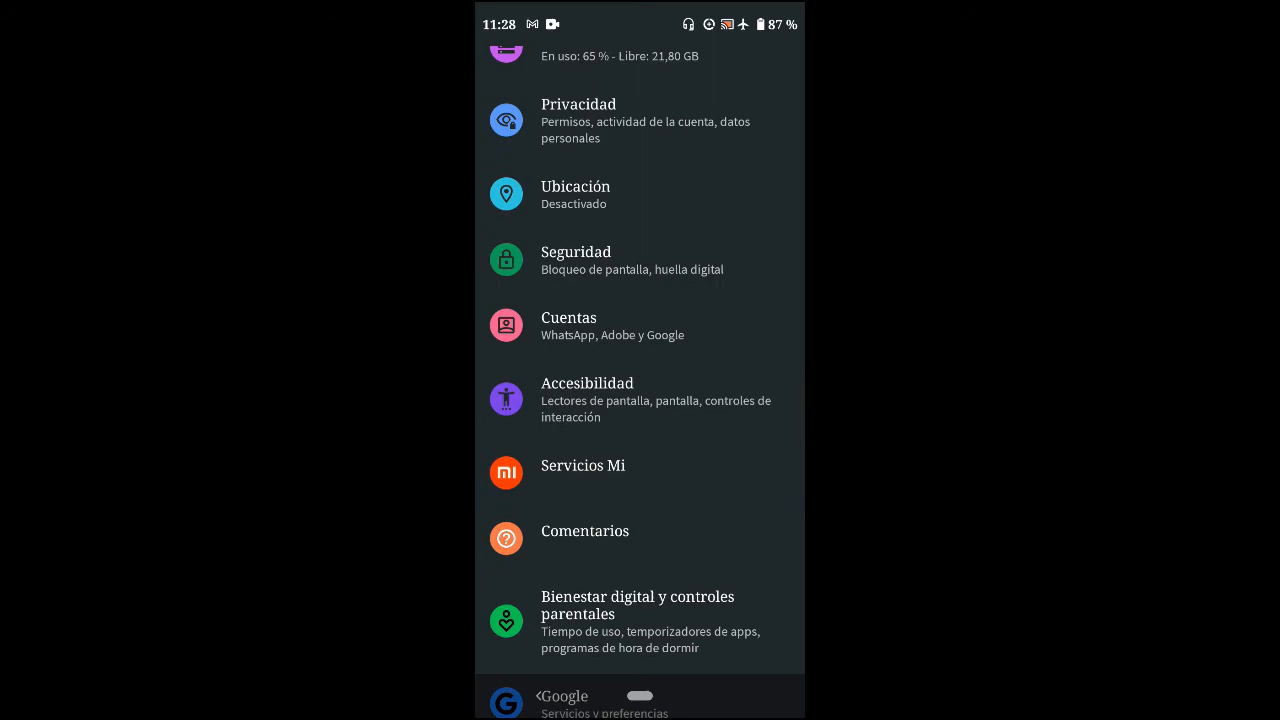 11:28 87 %
En uso: 65 % - Libre: 21,80 GB
Privacidad
Permisos, actividad de la cuenta, datos
personales
Ubicación
Desactivado
Seguridad
Bloqueo de pantalla, huella digital
Cuentas
WhatsApp, Adobe y Google
Accesibilidad
Lectores de pantalla, pantalla, controles de
interacción
Servicios Mi
Comentarios
Bienestar digital y controles
parentales
Tiempo de uso, temporizadores de apps,
programas de hora de dormir
Google
Servicios y preferencias